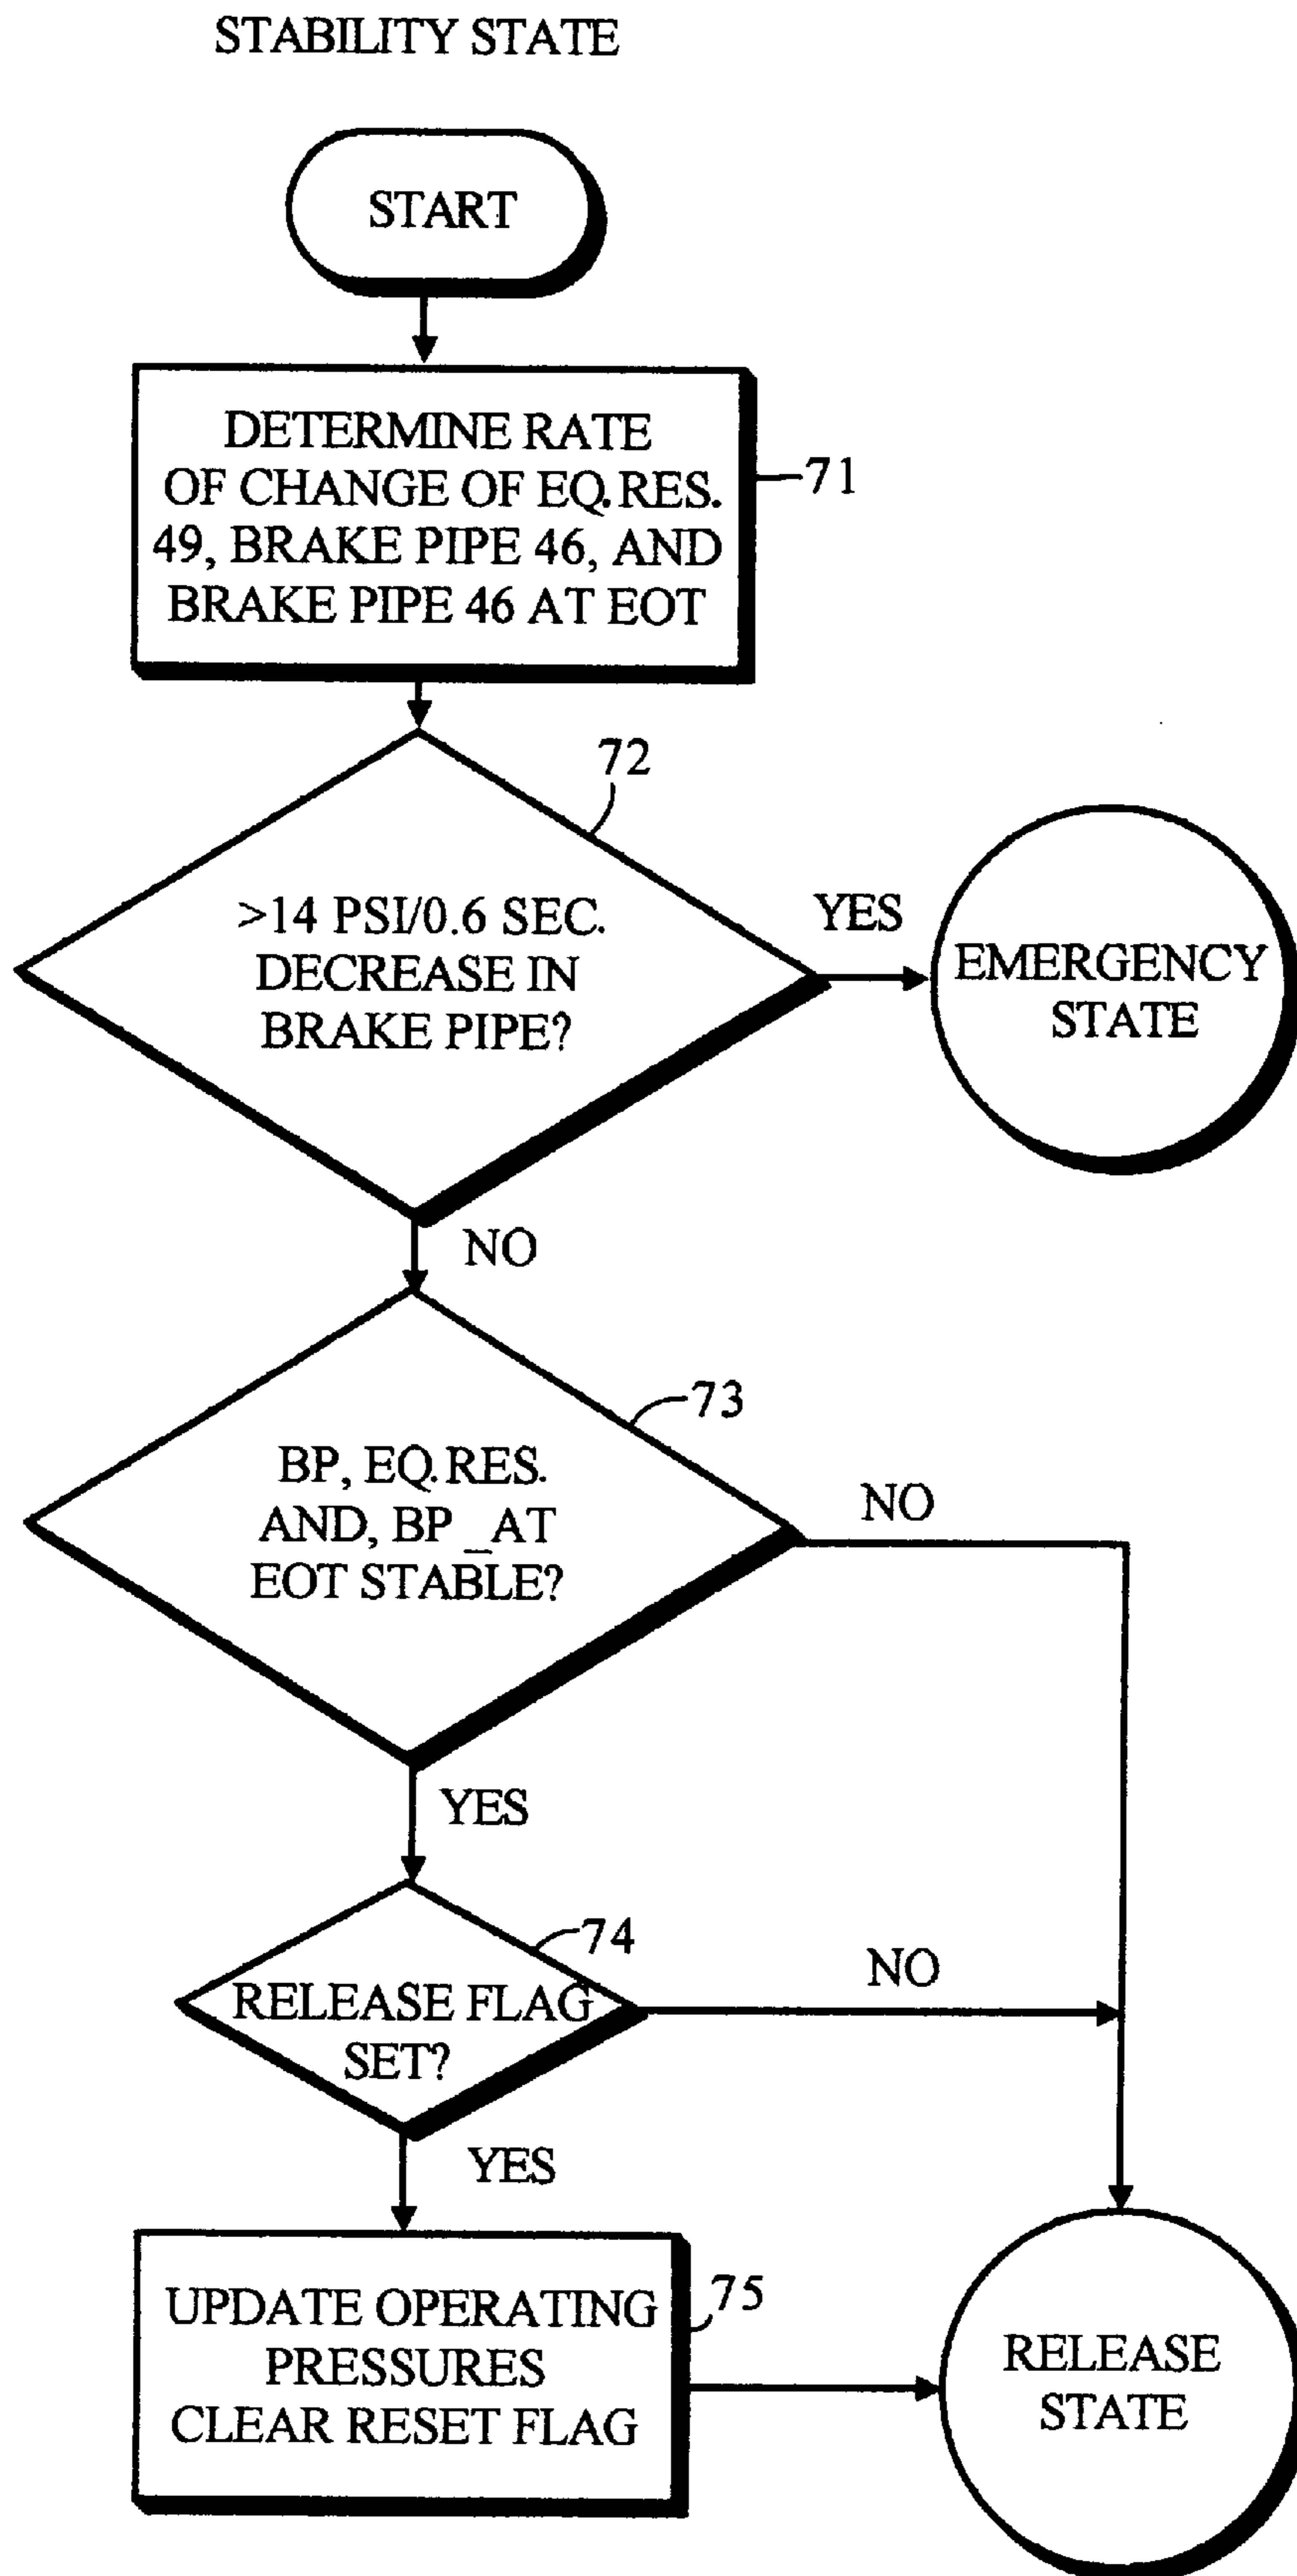 STABILITY STATE
START
DETERMINE RATE
OF CHANGE OF EQ. RES.
49, BRAKE PIPE 46, AND
BRAKE PIPE 46 AT EOT
71
72
>14 PSI/0.6 SEC.
DECREASE IN
BRAKE PIPE?
YES
EMERGENCY
STATE
NO
73
BP, EQ. RES.
AND, BP _AT
EOT STABLE?
NO
YES
74
RELEASE FLAG
SET?
NO
YES
75
UPDATE OPERATING
PRESSURES
CLEAR RESET FLAG
RELEASE
STATE